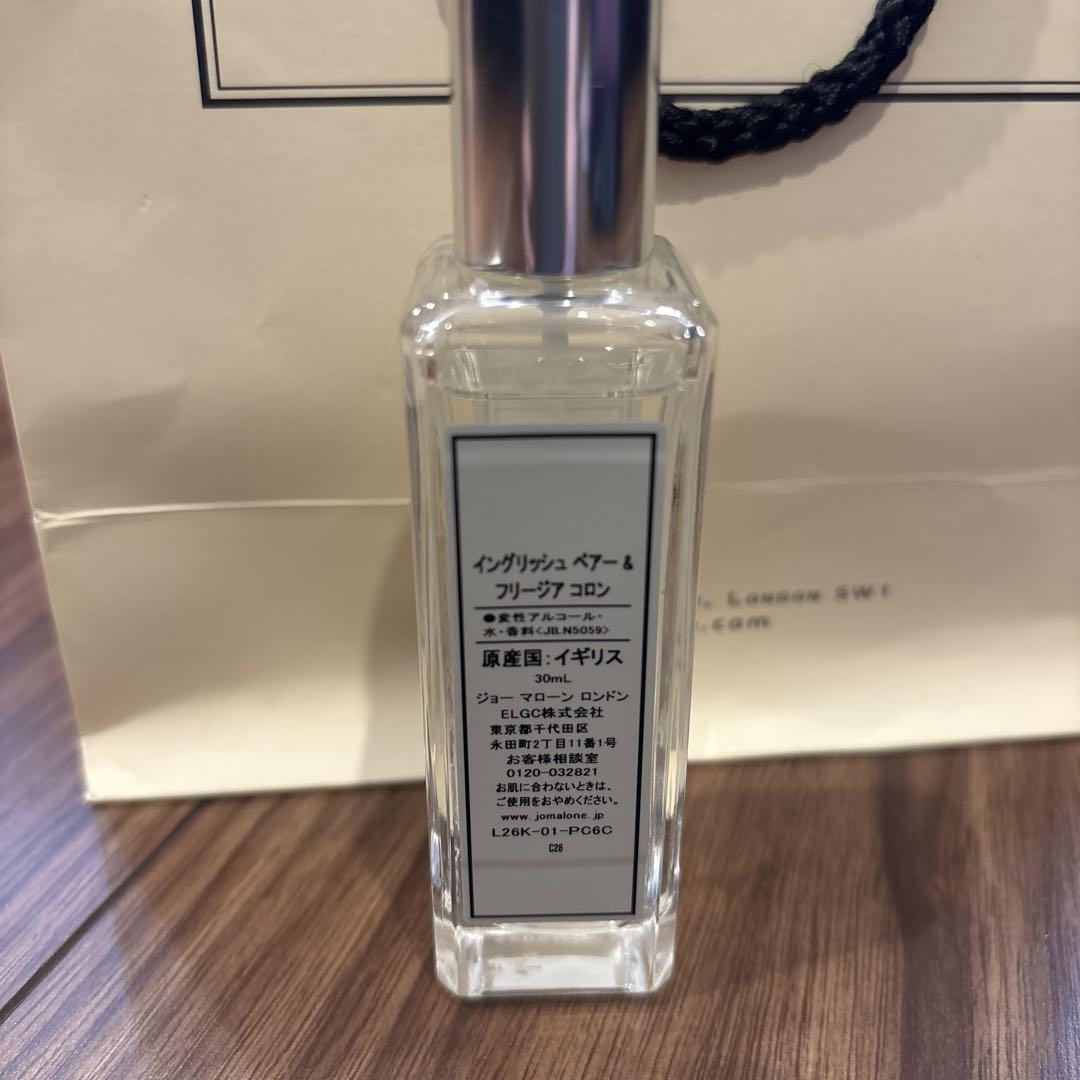 イングリッシュ ペアー &
フリージア コロン
●変性アルコール・
水・香料<JILN5059>
原産国:イギリス
30mL
ジョー マローン ロンドン
ELGC株式会社
東京都千代田区
永田町2丁目11番1号
お客様相談室
0120-032821
お肌に合わないときは、
ご使用をおやめください。
www.jomalone.jp
L26K-01-PC6C
C28
, London SW1
.com